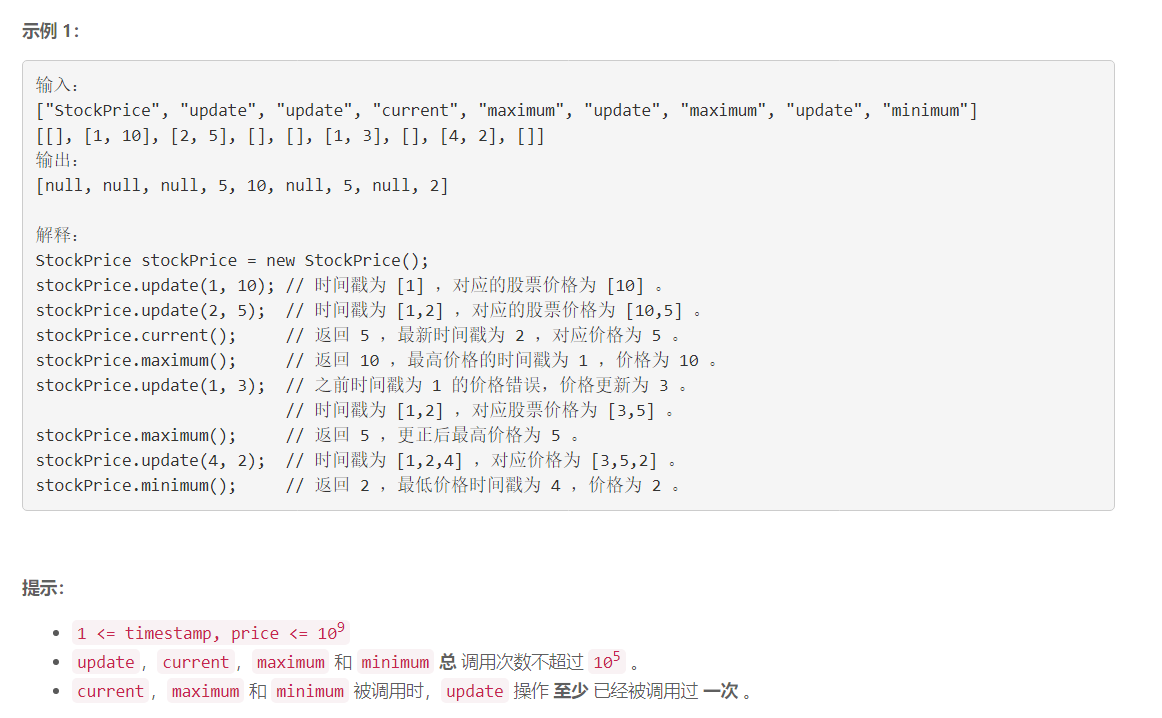 示例 1：
输入：
["StockPrice", "update", "update", "current", "maximum", "update", "maximum", "update", "minimum"]
[[], [1, 10], [2, 5], [], [], [1, 3], [], [4, 2], []]
输出：
[null, null, null, 5, 10, null, 5, null, 2]
解释：
StockPrice stockPrice = new StockPrice();
stockPrice.update(1, 10); // 时间戳为 [1] ，对应的股票价格为 [10] 。
stockPrice.update(2, 5);  // 时间戳为 [1,2] ，对应的股票价格为 [10,5] 。
stockPrice.current();     // 返回 5 ，最新时间戳为 2 ，对应价格为 5 。
stockPrice.maximum();     // 返回 10 ，最高价格的时间戳为 1 ，价格为 10 。
stockPrice.update(1, 3);  // 之前时间戳为 1 的价格错误，价格更新为 3 。
                          // 时间戳为 [1,2] ，对应股票价格为 [3,5] 。
stockPrice.maximum();     // 返回 5 ，更正后最高价格为 5 。
stockPrice.update(4, 2);  // 时间戳为 [1,2,4] ，对应价格为 [3,5,2] 。
stockPrice.minimum();     // 返回 2 ，最低价格时间戳为 4 ，价格为 2 。
提示：
• 1 <= timestamp, price <= 10⁹
• update， current， maximum 和 minimum 总 调用次数不超过 10⁵ 。
• current， maximum 和 minimum 被调用时， update 操作 至少 已经被调用过 一次 。